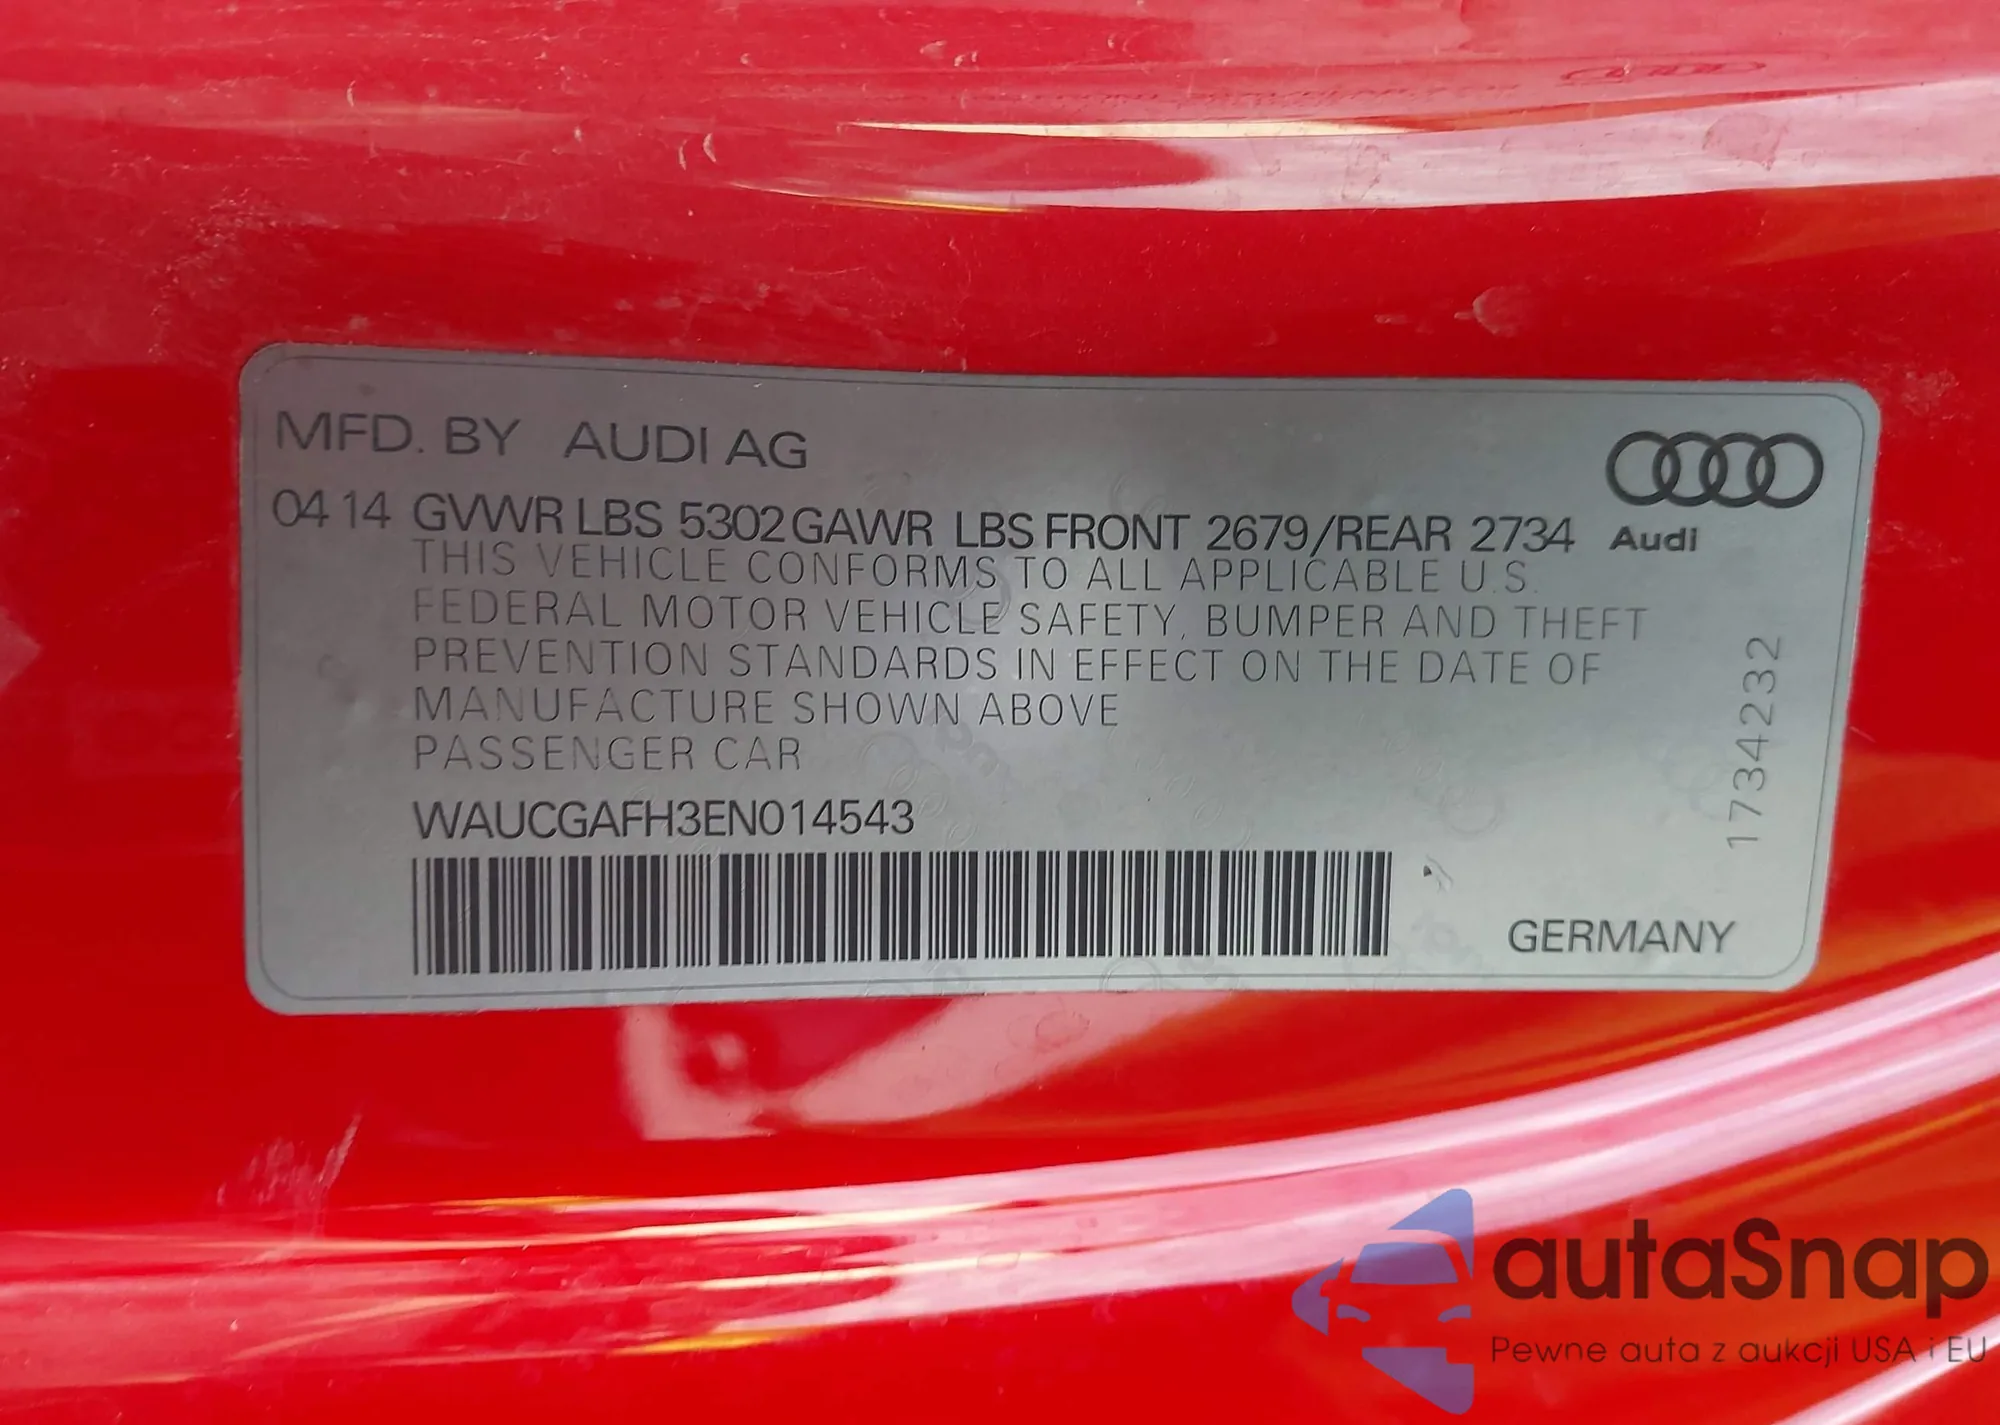 MFD. BY AUDI AG
04 14 GVWR LBS 5302 GAWR LBS FRONT 2679/REAR 2734
Audi
THIS VEHICLE CONFORMS TO ALL APPLICABLE U.S.
FEDERAL MOTOR VEHICLE SAFETY, BUMPER AND THEFT
PREVENTION STANDARDS IN EFFECT ON THE DATE OF
MANUFACTURE SHOWN ABOVE
PASSENGER CAR
1734232
WAUCGAFH3EN014543
GERMANY
autaSnap
Pewne auta z aukcji USA i EU